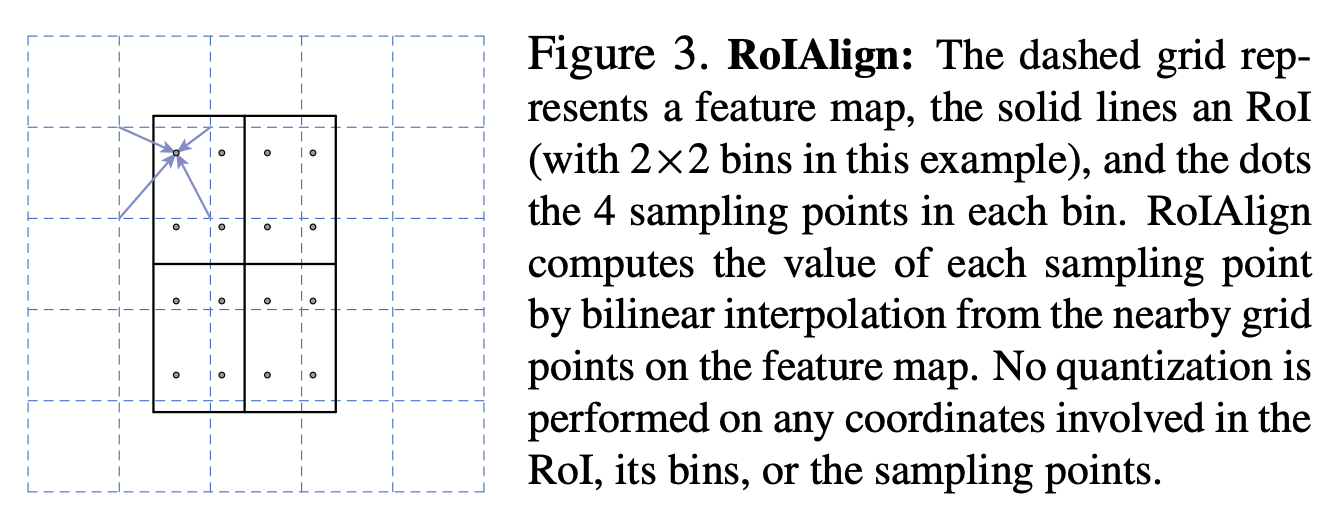 Figure 3. RoIAlign: The dashed grid rep-
resents a feature map, the solid lines an RoI
(with 2×2 bins in this example), and the dots
the 4 sampling points in each bin. RoIAlign
computes the value of each sampling point
by bilinear interpolation from the nearby grid
points on the feature map. No quantization is
performed on any coordinates involved in the
RoI, its bins, or the sampling points.